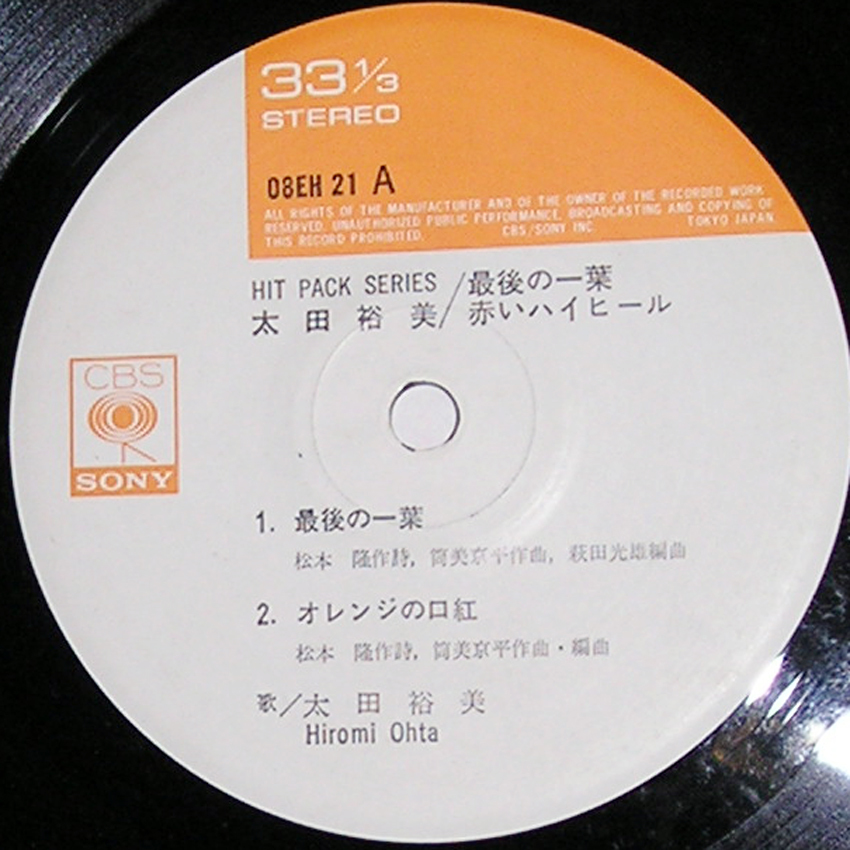 33 1/3
STEREO
08EH 21 A
ALL RIGHTS OF THE MANUFACTURER AND OF THE OWNER OF THE RECORDED WORK
RESERVED. UNAUTHORIZED PUBLIC PERFORMANCE, BROADCASTING AND COPYING OF
THIS RECORD PROHIBITED. CBS/SONY INC. TOKYO JAPAN
HIT PACK SERIES/最後の一葉
太田裕美/赤いハイヒール
CBS
SONY
1. 最後の一葉
松本 隆作詩, 筒美京平作曲, 萩田光雄編曲
2. オレンジの口紅
松本 隆作詩, 筒美京平作曲・編曲
歌/太田裕美
Hiromi Ohta